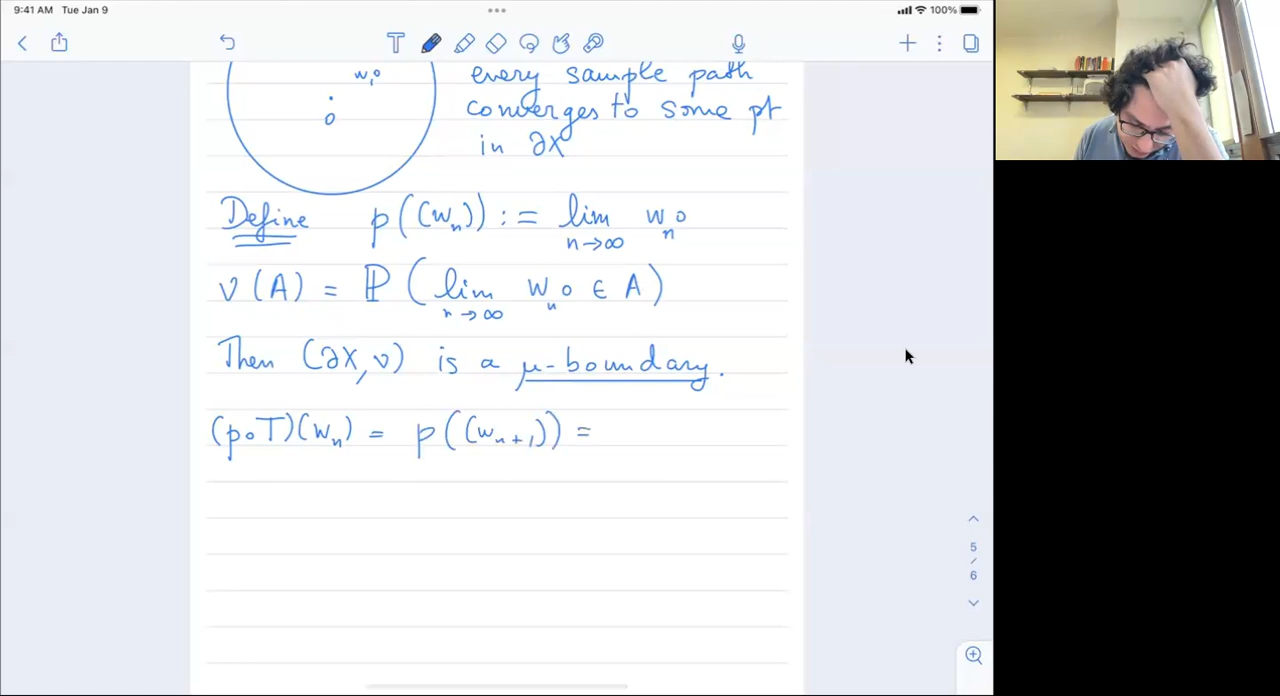 9:41 AM Tue Jan 9
100%
w₁o
o
every sample path
converges to some pt
in ∂X
Define p((wₙ)) := lim wₙo
n→∞
ν(A) = ℙ(lim wₙo ∈ A)
n→∞
Then (∂X, ν) is a μ-boundary.
(p∘T)(wₙ) = p((wₙ₊₁)) =
5
/
6